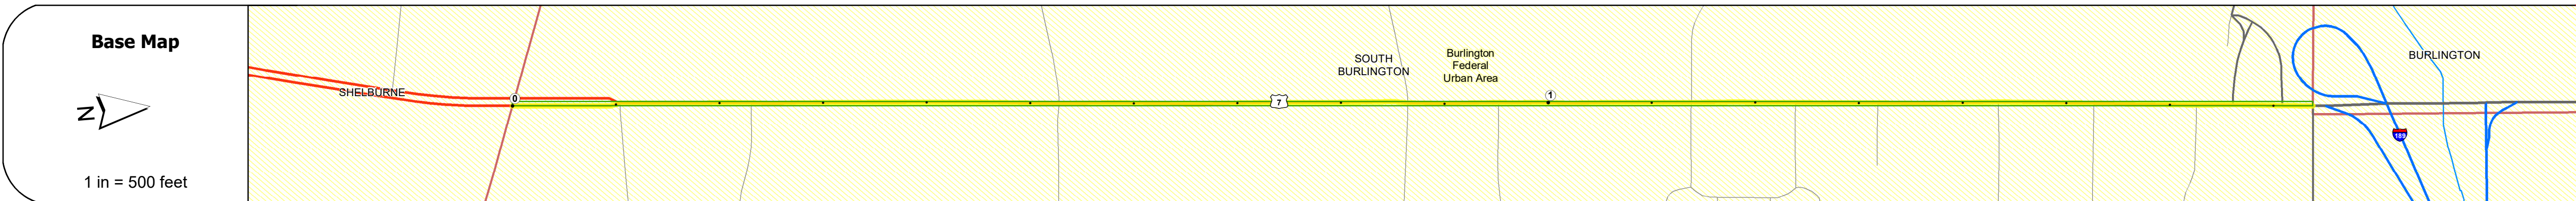 Base Map
N
1 in = 500 feet
SHELBURNE
0
7
SOUTH
BURLINGTON
Burlington
Federal
Urban Area
1
BURLINGTON
189